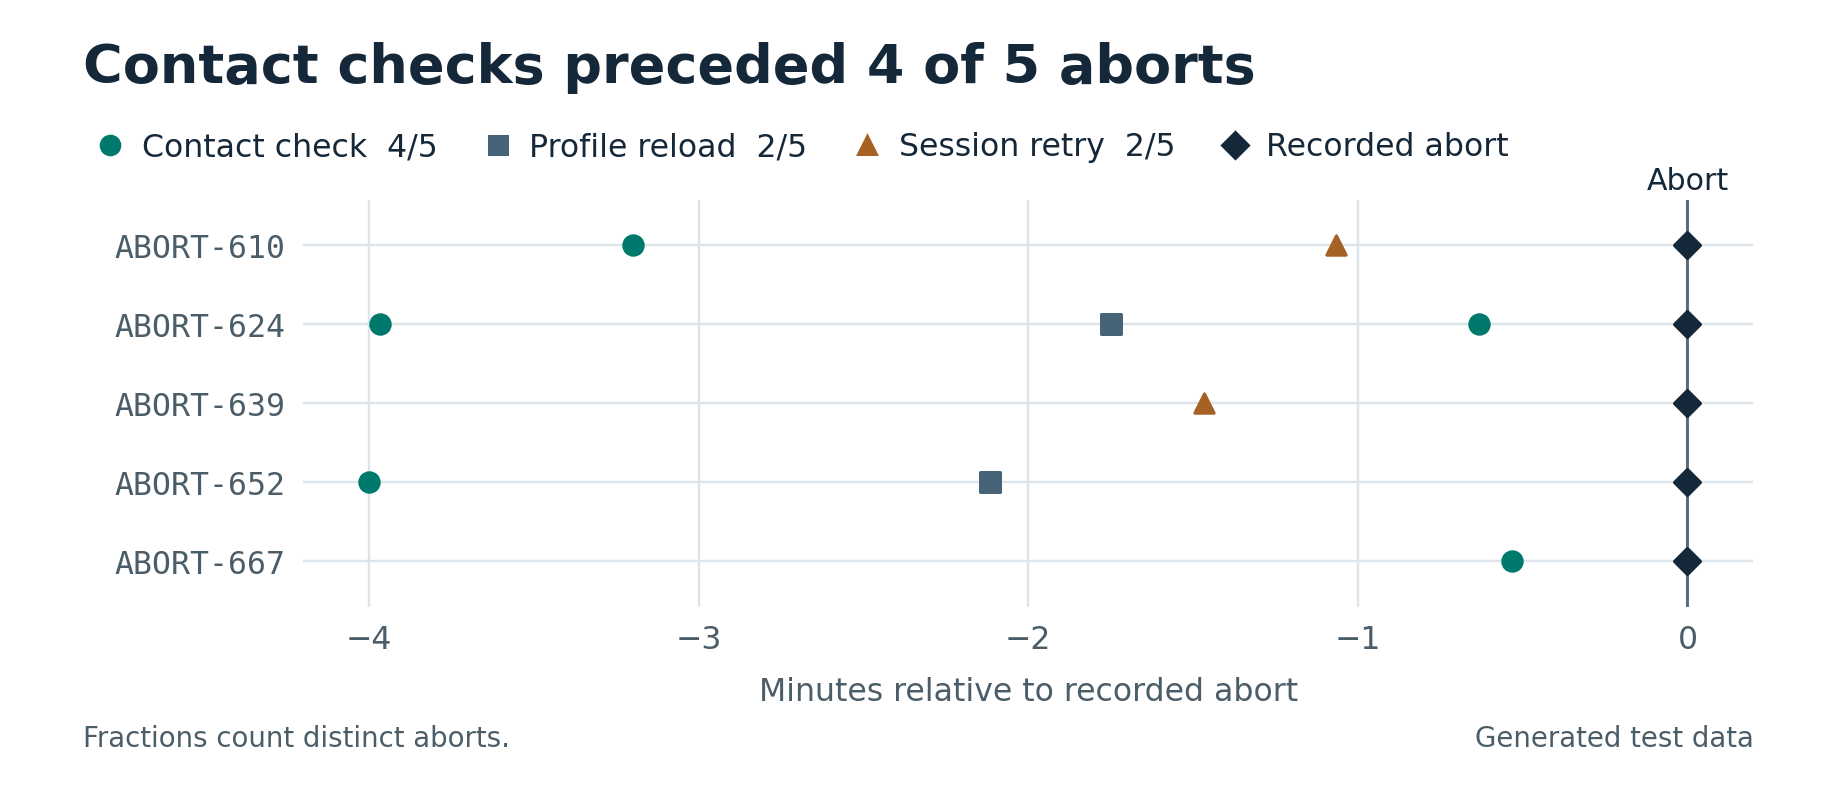 Contact checks preceded 4 of 5 aborts
Contact check 4/5 Profile reload 2/5 Session retry 2/5 Recorded abort
Abort
ABORT-610
ABORT-624
ABORT-639
ABORT-652
ABORT-667
−4 −3 −2 −1 0
Minutes relative to recorded abort
Fractions count distinct aborts. Generated test data